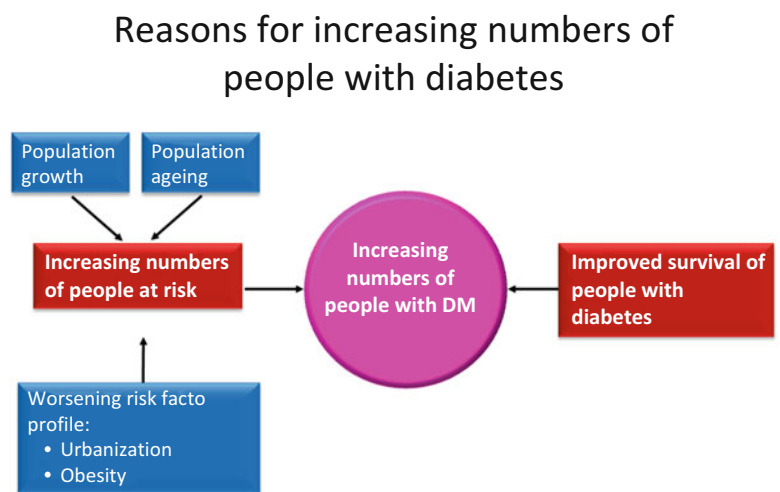 Reasons for increasing numbers of
people with diabetes
Population
growth
Population
ageing
Increasing numbers
of people at risk
Increasing
numbers of
people with DM
Improved survival of
people with
diabetes
Worsening risk facto
profile:
• Urbanization
• Obesity